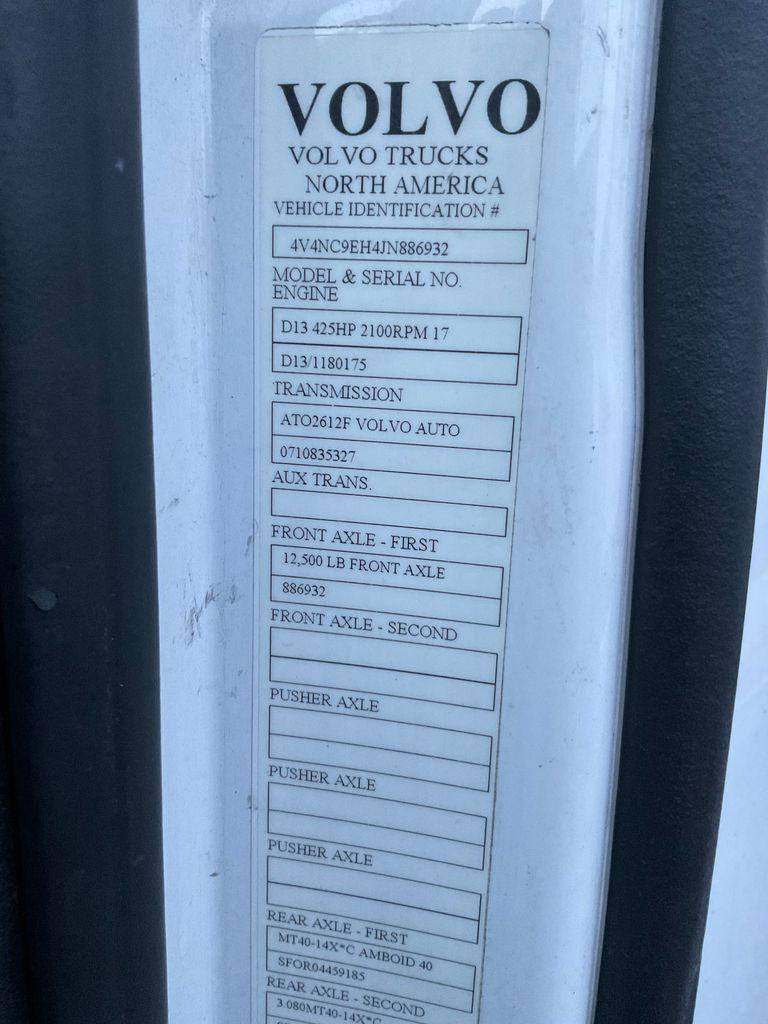 VOLVO
VOLVO TRUCKS
NORTH AMERICA
VEHICLE IDENTIFICATION #
4V4NC9EH4JN886932
MODEL & SERIAL NO.
ENGINE
D13 425HP 2100RPM 17
D13/1180175
TRANSMISSION
ATO2612F VOLVO AUTO
0710835327
AUX TRANS.
FRONT AXLE - FIRST
12,500 LB FRONT AXLE
886932
FRONT AXLE - SECOND
PUSHER AXLE
PUSHER AXLE
PUSHER AXLE
REAR AXLE - FIRST
MT40-14X*C AMBOID 40
SFOR04459185
REAR AXLE - SECOND
3.080MT40-14X*C